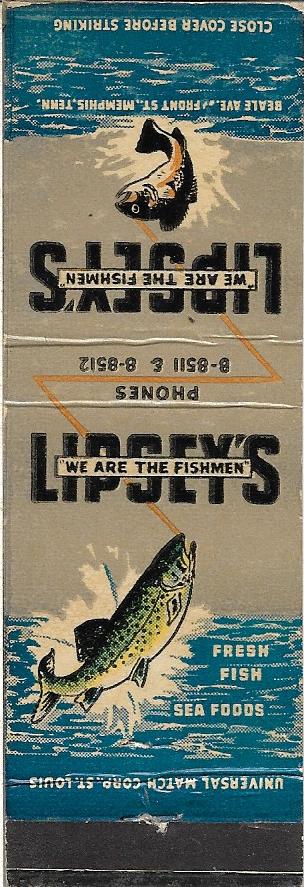 CLOSE COVER BEFORE STRIKING
BEALE AVE. AT FRONT ST., MEMPHIS, TENN.
LIPSEY'S
"WE ARE THE FISHMEN"
PHONES
8-8511 & 8-8512
LIPSEY'S
"WE ARE THE FISHMEN"
FRESH
FISH
SEA FOODS
UNIVERSAL MATCH CORP., ST. LOUIS